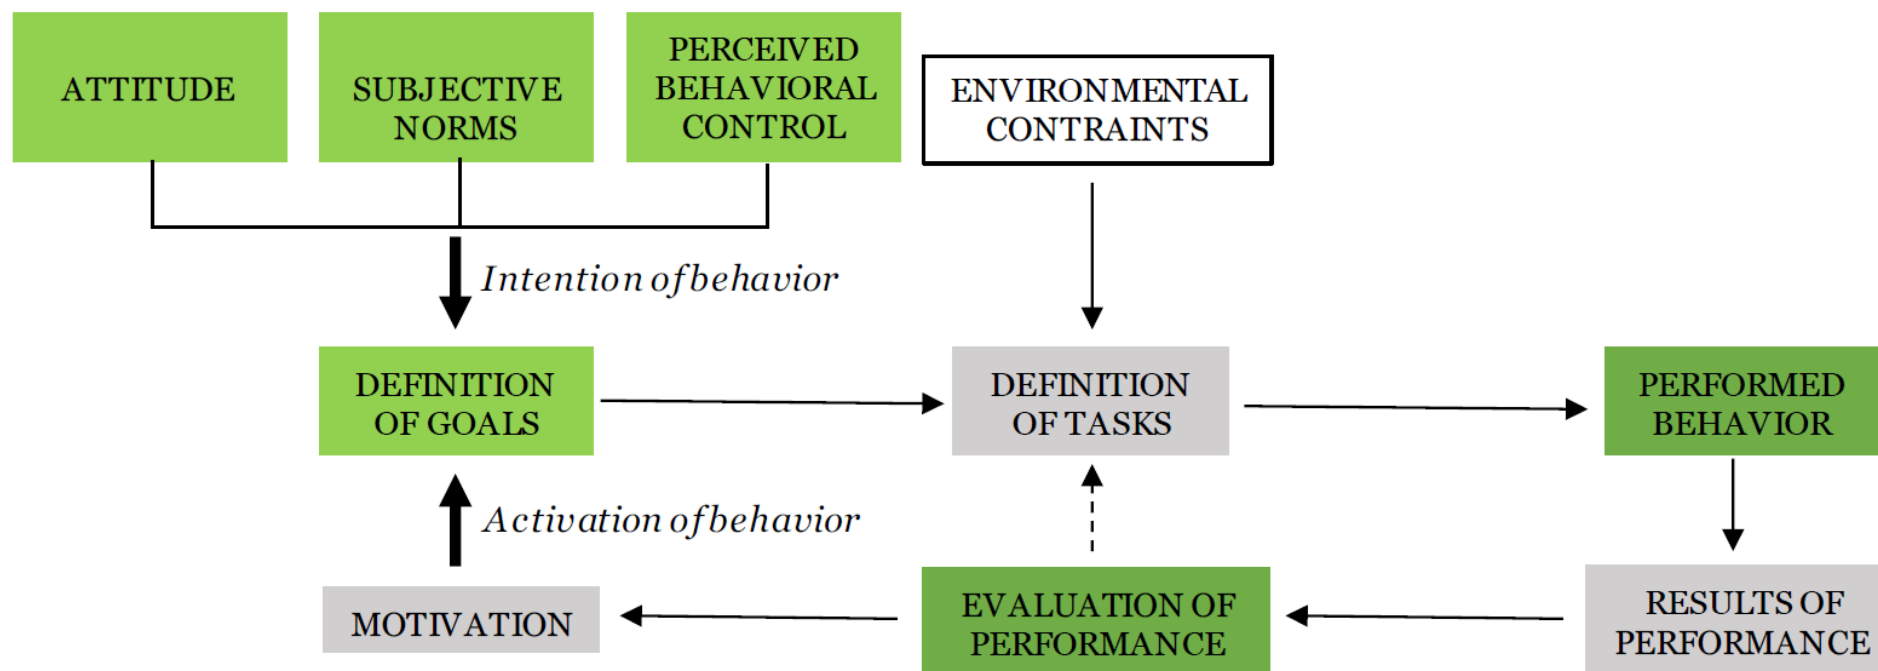 ATTITUDE
SUBJECTIVE
NORMS
PERCEIVED
BEHAVIORAL
CONTROL
ENVIRONMENTAL
CONTRAINTS
Intention of behavior
DEFINITION
OF GOALS
DEFINITION
OF TASKS
PERFORMED
BEHAVIOR
Activation of behavior
MOTIVATION
EVALUATION OF
PERFORMANCE
RESULTS OF
PERFORMANCE